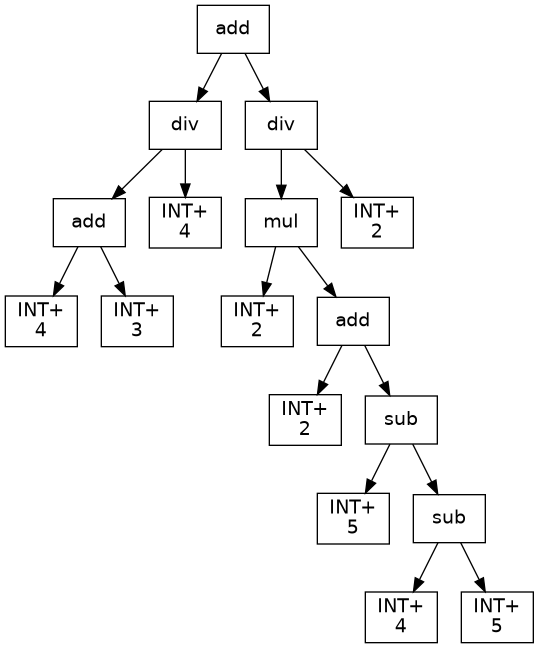 add
div
div
add
INT+
4
mul
INT+
2
INT+
4
INT+
3
INT+
2
add
INT+
2
sub
INT+
5
sub
INT+
4
INT+
5